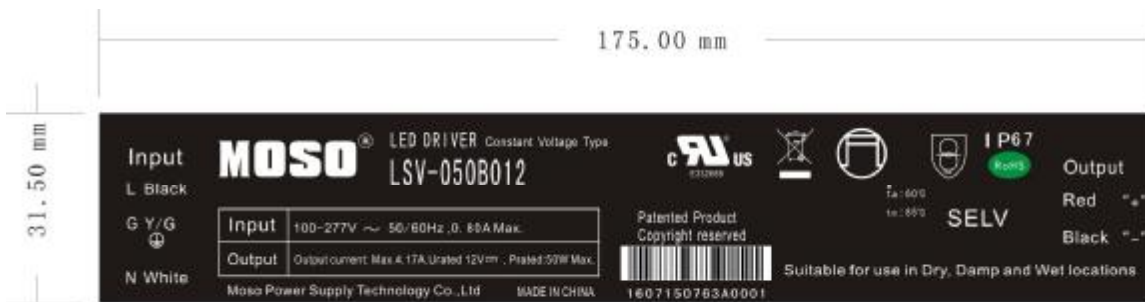 175.00 mm
31.50 mm
Input
L Black
G Y/G
N White
MOSO®
LED DRIVER Constant Voltage Type
LSV-050B012
Input 100-277V ～ 50/60Hz ,0. 80A Max.
Output Output current: Max 4.17A.Urated 12V⎓ ; Prated:50W Max.
Moso Power Supply Technology Co.,Ltd MADE IN CHINA
c RU US
Patented Product
Copyright reserved
1607150763A0001
IP67
RoHS
SELV
Suitable for use in Dry, Damp and Wet locations
Output
Red "+"
Black "-"